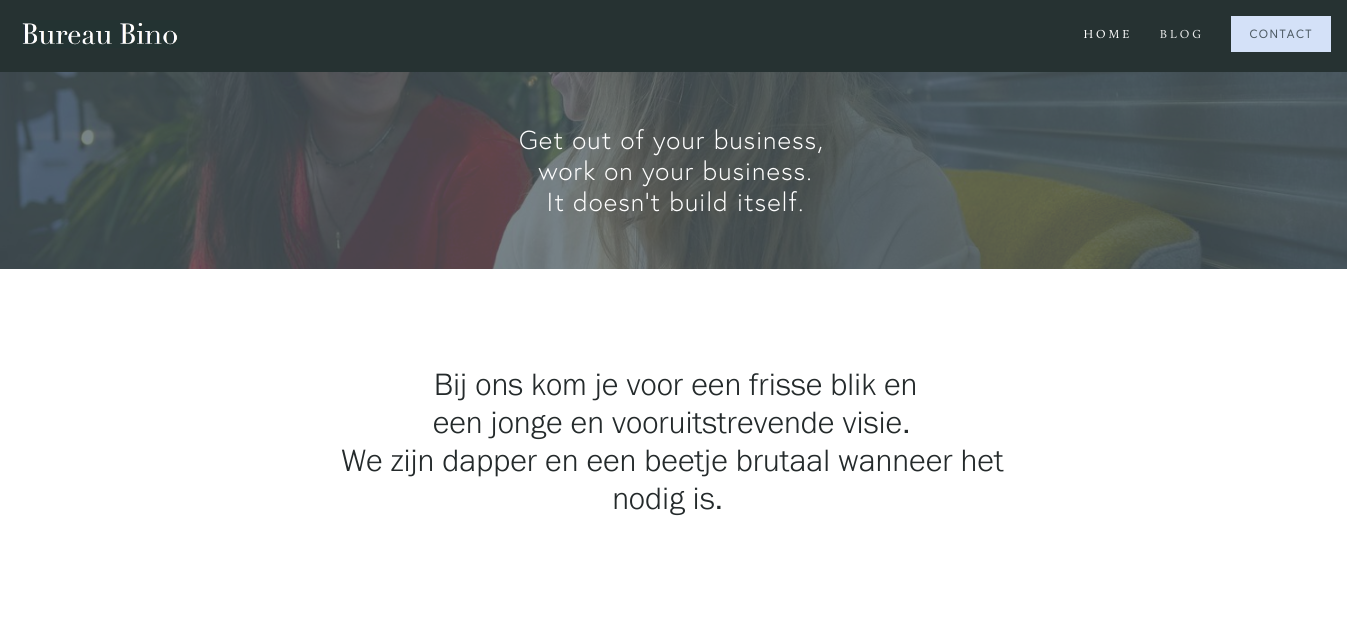 Bureau Bino
HOME
BLOG
CONTACT
Get out of your business,
work on your business.
It doesn't build itself.
Bij ons kom je voor een frisse blik en
een jonge en vooruitstrevende visie.
We zijn dapper en een beetje brutaal wanneer het
nodig is.